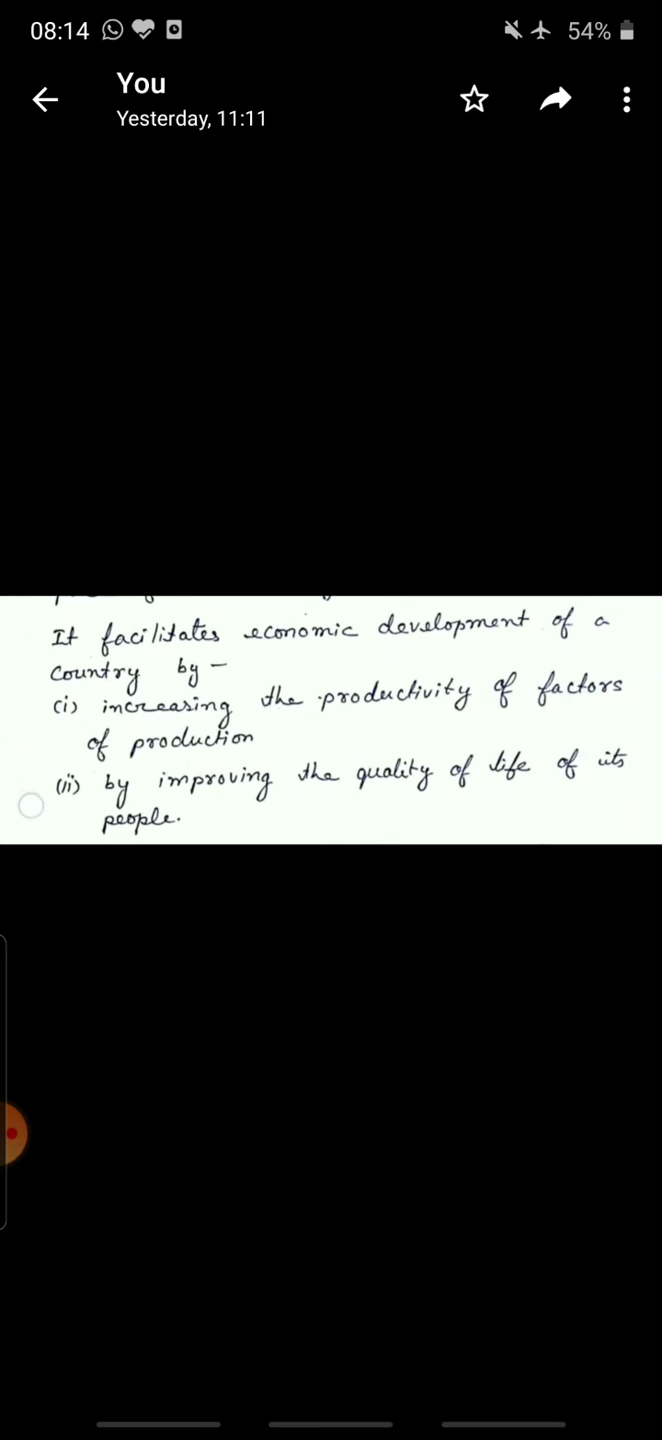 08:14 54%
You
Yesterday, 11:11
It facilitates economic development of a
Country by –
(i) increasing the productivity of factors
of production
(ii) by improving the quality of life of its
people.